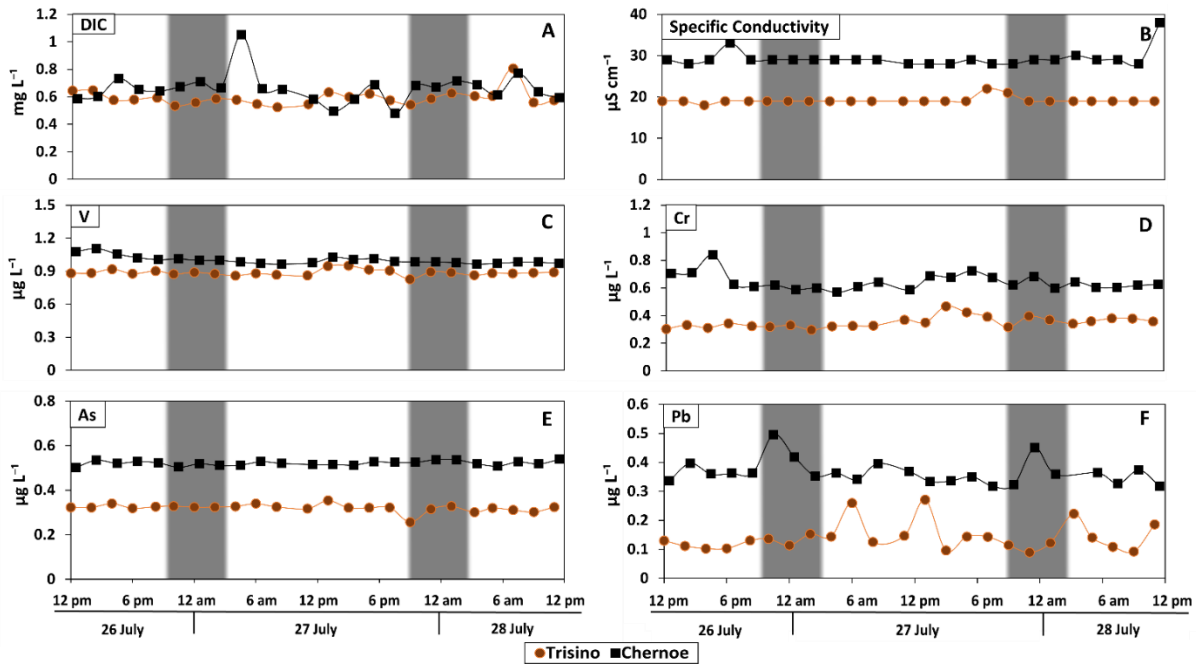 DIC
A
mg L⁻¹
1.2
1
0.8
0.6
0.4
0.2
0
Specific Conductivity
B
µS cm⁻¹
40
30
20
10
0
V
C
µg L⁻¹
1.5
1.2
0.9
0.6
0.3
0.0
Cr
D
µg L⁻¹
1.2
1
0.8
0.6
0.4
0.2
0
As
E
µg L⁻¹
0.8
0.6
0.4
0.2
0
12 pm 6 pm 12 am 6 am 12 pm 6 pm 12 am 6 am 12 pm
26 July 27 July 28 July
Pb
F
µg L⁻¹
0.6
0.5
0.4
0.3
0.2
0.1
0
12 pm 6 pm 12 am 6 am 12 pm 6 pm 12 am 6 am 12 pm
26 July 27 July 28 July
Trisino Chernoe